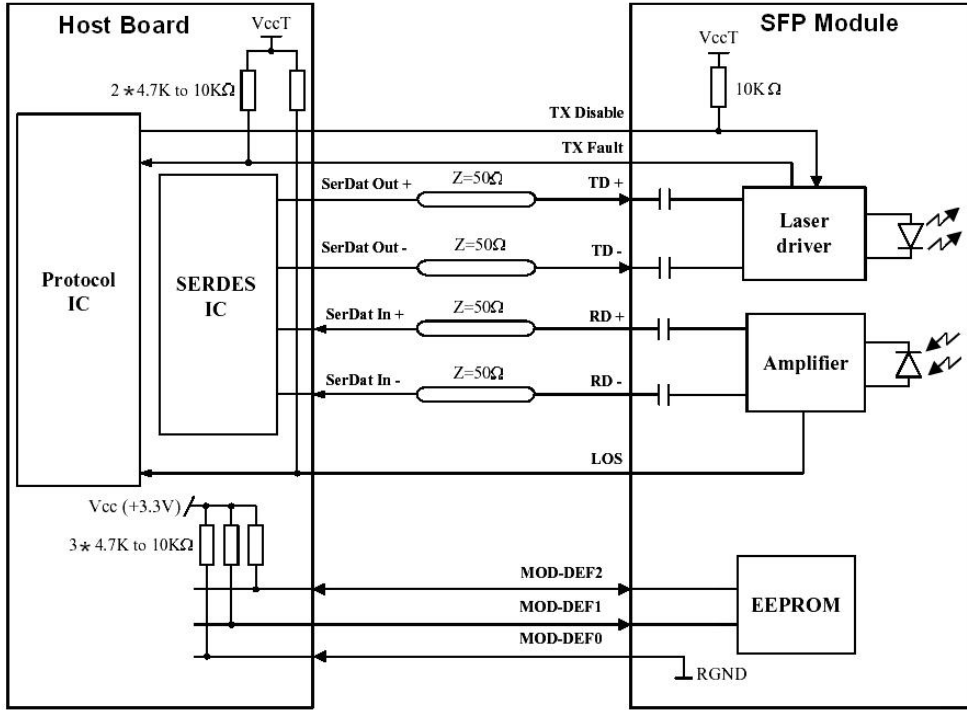 Host Board
SFP Module
VccT
VccT
2*4.7K to 10KΩ
10KΩ
TX Disable
TX Fault
SerDat Out +
Z=50Ω
TD +
SerDat Out -
Z=50Ω
TD -
SerDat In +
Z=50Ω
RD +
SerDat In -
Z=50Ω
RD -
Protocol
IC
SERDES
IC
Laser
driver
Amplifier
LOS
Vcc (+3.3V)
3*4.7K to 10KΩ
MOD-DEF2
MOD-DEF1
MOD-DEF0
EEPROM
RGND